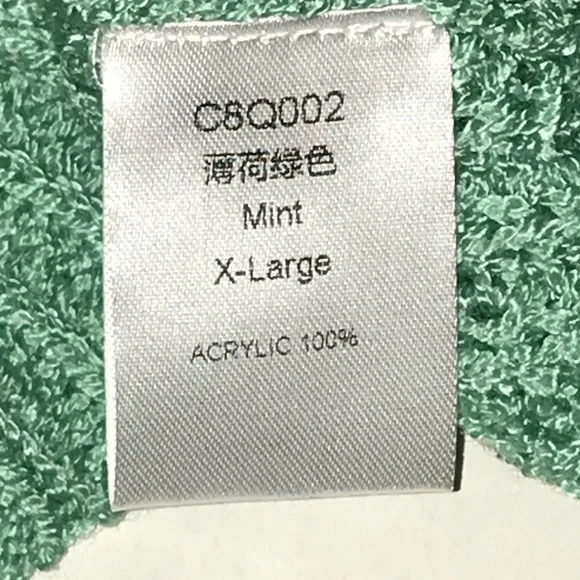 C8Q002
薄荷绿色
Mint
X-Large
ACRYLIC 100%